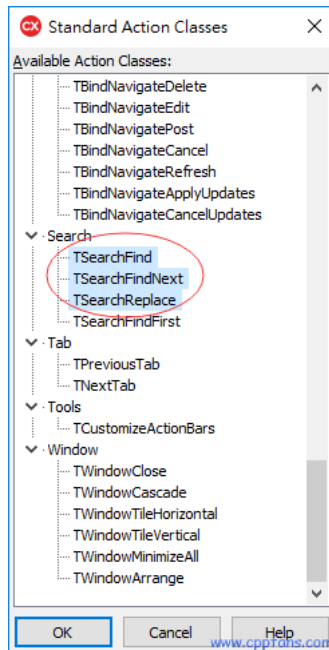 CX Standard Action Classes
Available Action Classes:
TBindNavigateDelete
TBindNavigateEdit
TBindNavigatePost
TBindNavigateCancel
TBindNavigateRefresh
TBindNavigateApplyUpdates
TBindNavigateCancelUpdates
Search
TSearchFind
TSearchFindNext
TSearchReplace
TSearchFindFirst
Tab
TPreviousTab
TNextTab
Tools
TCustomizeActionBars
Window
TWindowClose
TWindowCascade
TWindowTileHorizontal
TWindowTileVertical
TWindowMinimizeAll
TWindowArrange
OK Cancel Help
www.cppfans.com